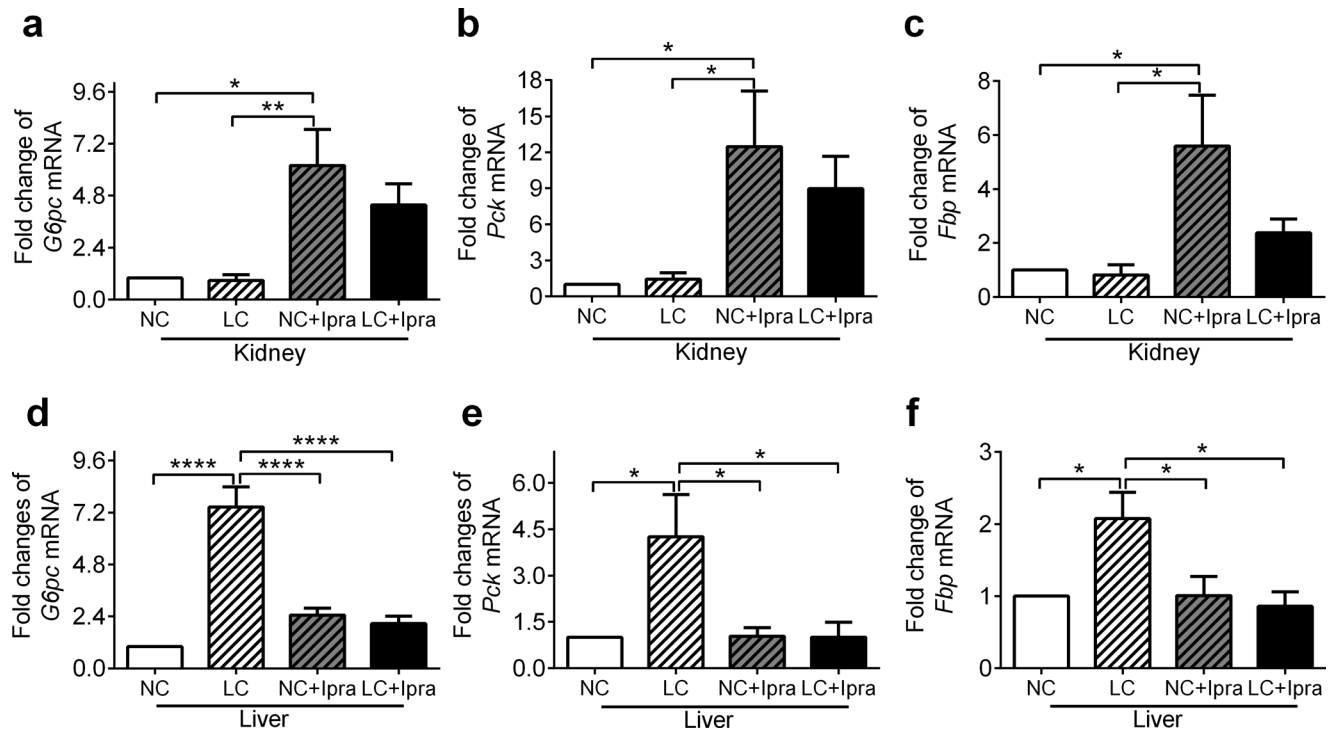 a
Fold change of
G6pc mRNA
9.6
7.2
4.8
2.4
0.0
*
**
NC LC NC+Ipra LC+Ipra
Kidney
b
Fold change of
Pck mRNA
18
15
12
9
6
3
0
*
*
NC LC NC+Ipra LC+Ipra
Kidney
c
Fold change of
Fbp mRNA
8
6
4
2
0
*
*
NC LC NC+Ipra LC+Ipra
Kidney
d
Fold changes of
G6pc mRNA
9.6
7.2
4.8
2.4
0.0
****
****
****
NC LC NC+Ipra LC+Ipra
Liver
e
Fold changes of
Pck mRNA
6.0
4.5
3.0
1.5
0.0
*
*
*
NC LC NC+Ipra LC+Ipra
Liver
f
Fold change of
Fbp mRNA
3
2
1
0
*
*
*
NC LC NC+Ipra LC+Ipra
Liver